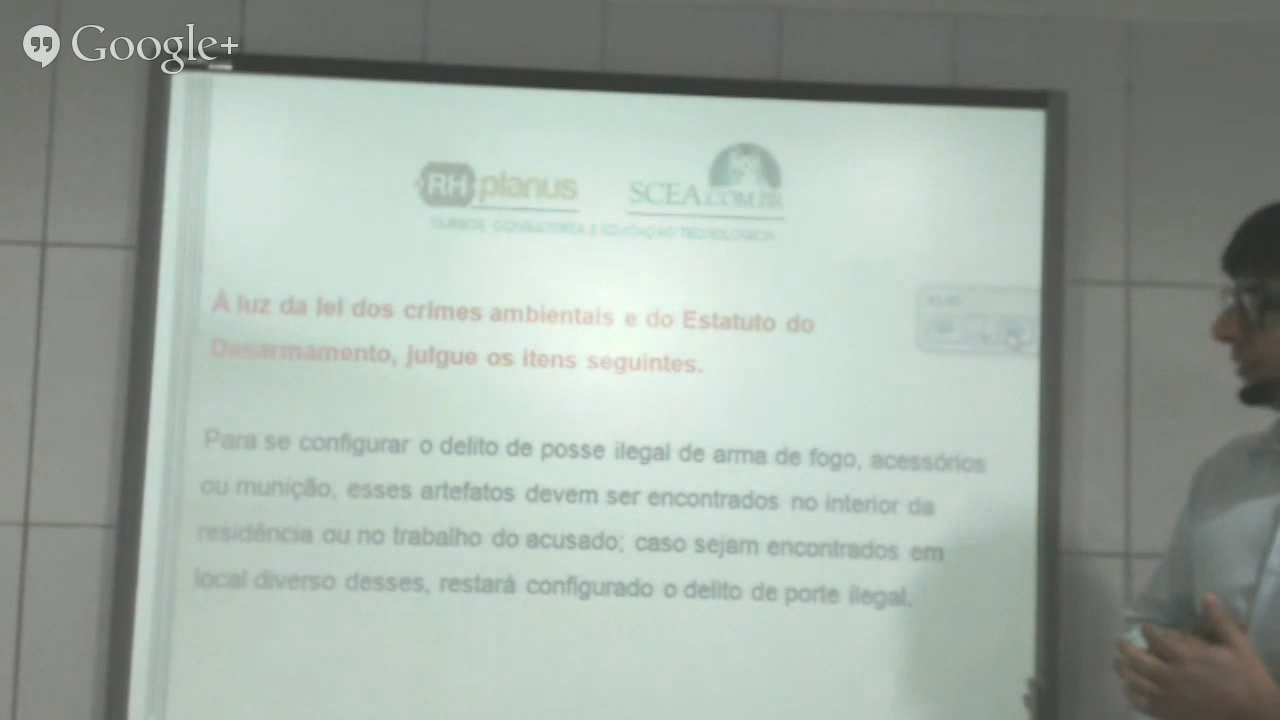 Google+
RH planus
SCEA.COM.BR
À luz da lei dos crimes ambientais e do Estatuto do
Desarmamento, julgue os itens seguintes.
Para se configurar o delito de posse ilegal de arma de fogo, acessórios
ou munição, esses artefatos devem ser encontrados no interior da
residência ou no trabalho do acusado; caso sejam encontrados em
local diverso desses, restará configurado o delito de porte ilegal.